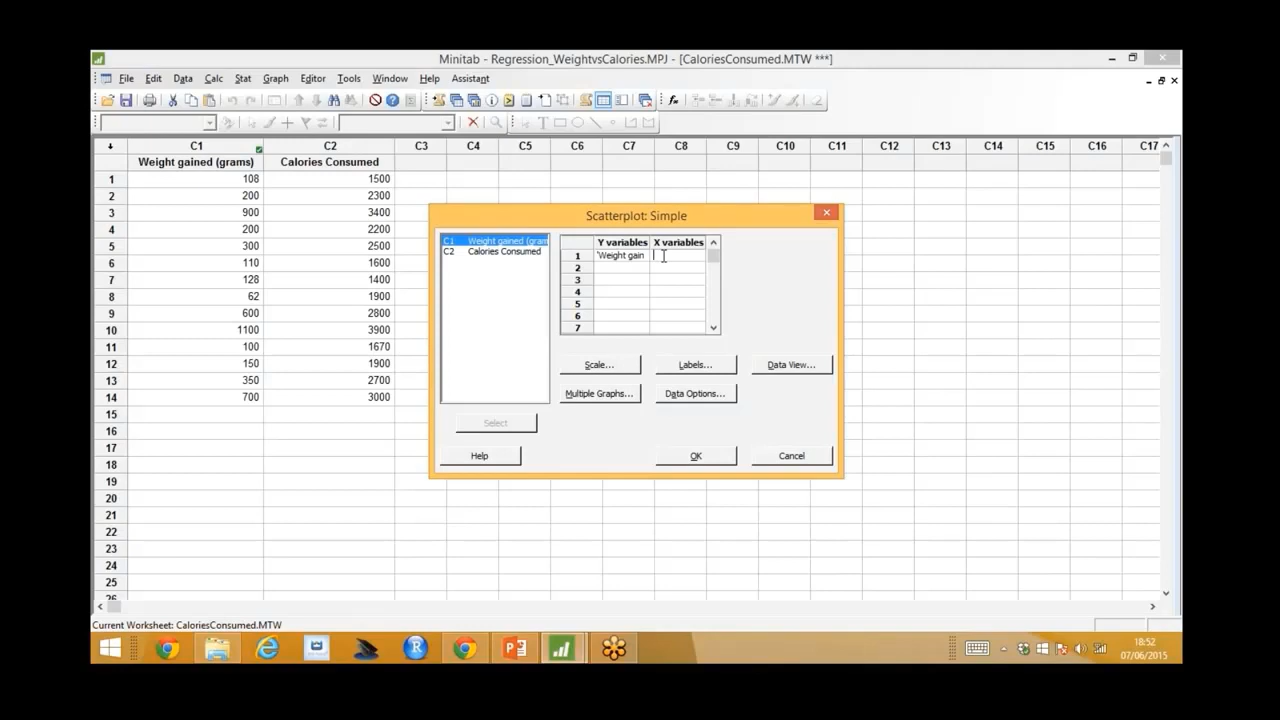 Minitab - Regression_WeightvsCalories.MPJ - [CaloriesConsumed.MTW ***]
File Edit Data Calc Stat Graph Editor Tools Window Help Assistant
C1 C2 C3 C4 C5 C6 C7 C8 C9 C10 C11 C12 C13 C14 C15 C16 C17
Weight gained (grams) Calories Consumed
1 108 1500
2 200 2300
3 900 3400
4 200 2200
5 300 2500
6 110 1600
7 128 1400
8 62 1900
9 600 2800
10 1100 3900
11 100 1670
12 150 1900
13 350 2700
14 700 3000
15
16
17
18
19
20
21
22
23
24
25
26
Scatterplot: Simple
C1 Weight gained (gram
C2 Calories Consumed
Y variables X variables
1 'Weight gain
2
3
4
5
6
7
Scale... Labels... Data View...
Multiple Graphs... Data Options...
Select
Help OK Cancel
Current Worksheet: CaloriesConsumed.MTW
18:52
07/06/2015